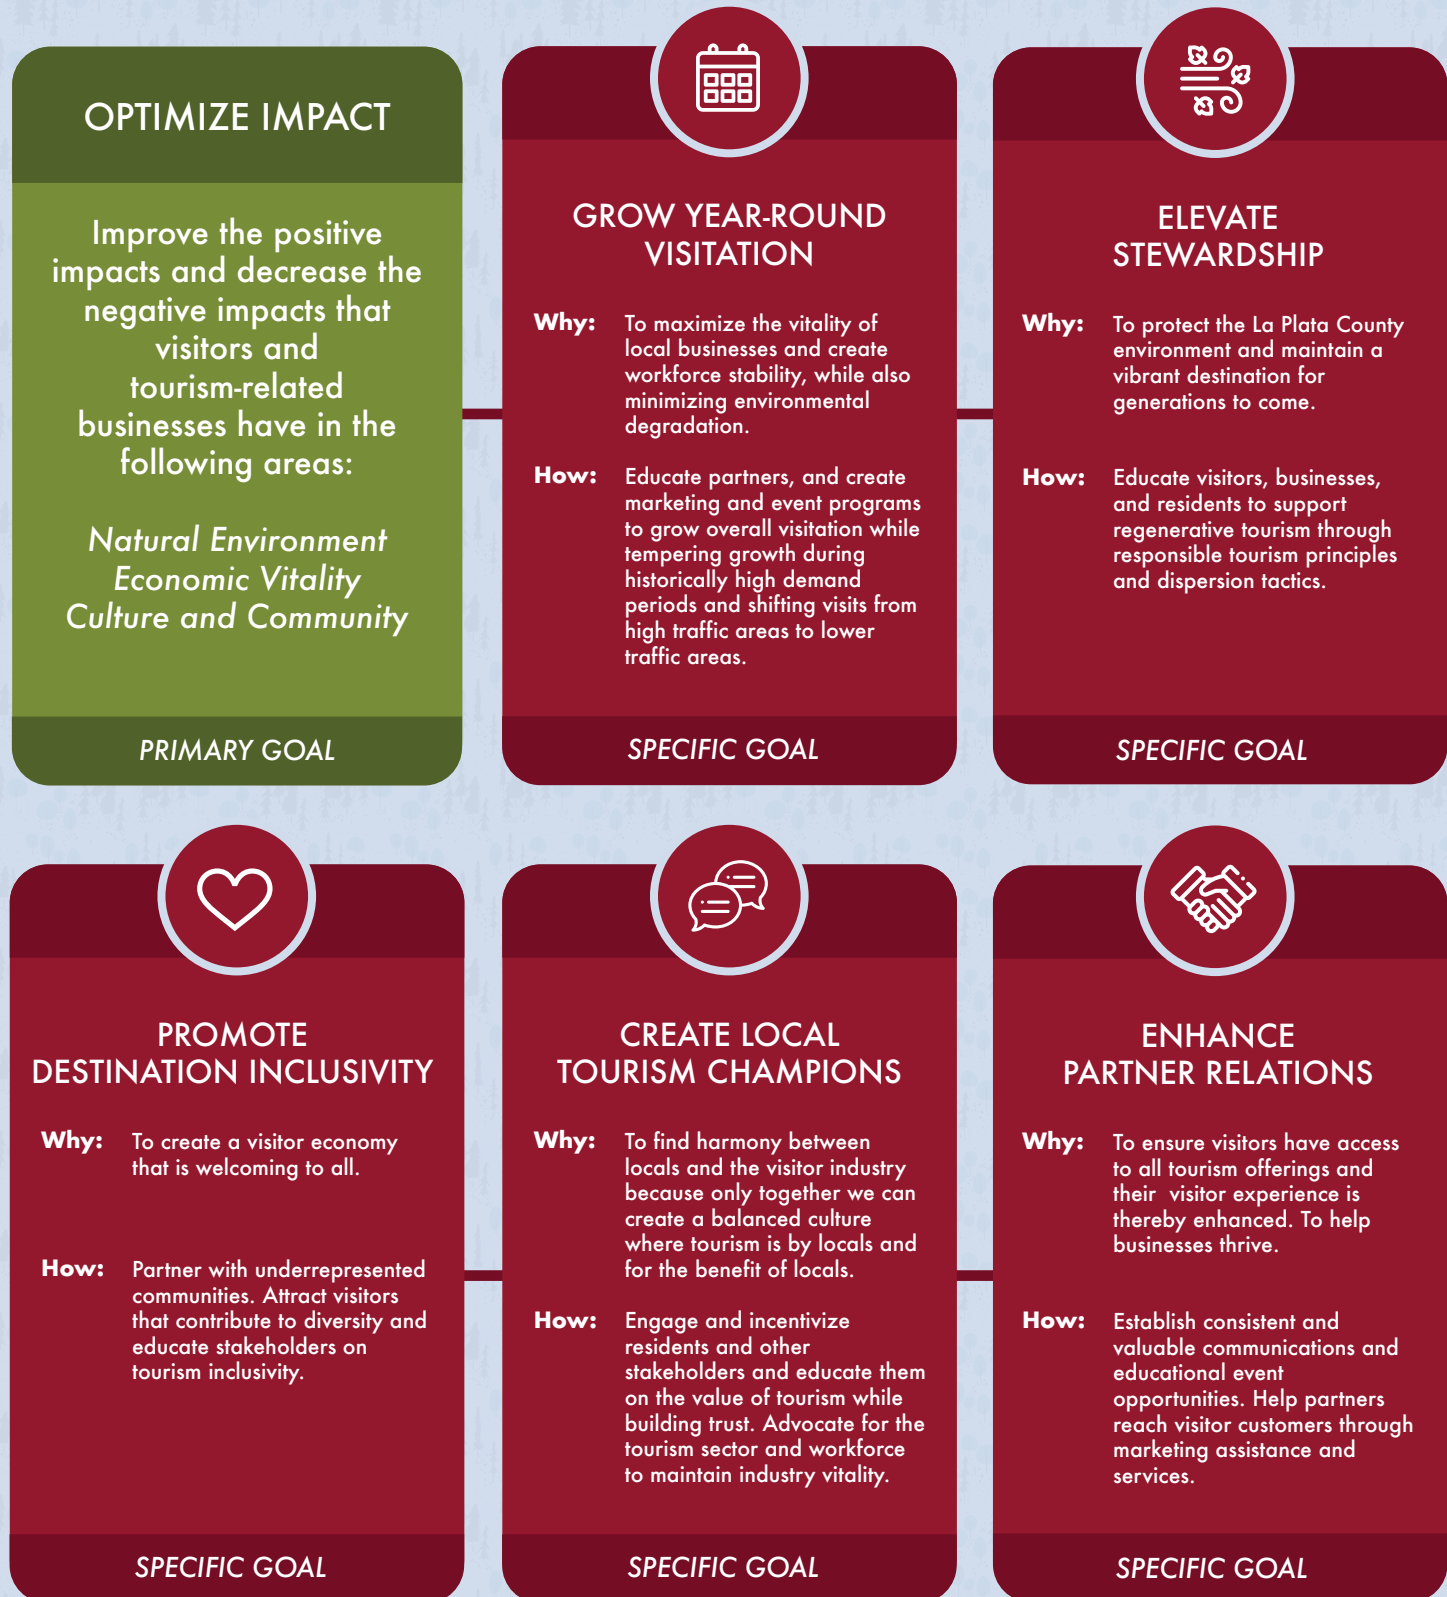 OPTIMIZE IMPACT
Improve the positive
impacts and decrease the
negative impacts that
visitors and
tourism-related
businesses have in the
following areas:
Natural Environment
Economic Vitality
Culture and Community
PRIMARY GOAL
GROW YEAR-ROUND
VISITATION
Why: To maximize the vitality of
local businesses and create
workforce stability, while also
minimizing environmental
degradation.
How: Educate partners, and create
marketing and event programs
to grow overall visitation while
tempering growth during
historically high demand
periods and shifting visits from
high traffic areas to lower
traffic areas.
SPECIFIC GOAL
ELEVATE
STEWARDSHIP
Why: To protect the La Plata County
environment and maintain a
vibrant destination for
generations to come.
How: Educate visitors, businesses,
and residents to support
regenerative tourism through
responsible tourism principles
and dispersion tactics.
SPECIFIC GOAL
PROMOTE
DESTINATION INCLUSIVITY
Why: To create a visitor economy
that is welcoming to all.
How: Partner with underrepresented
communities. Attract visitors
that contribute to diversity and
educate stakeholders on
tourism inclusivity.
SPECIFIC GOAL
CREATE LOCAL
TOURISM CHAMPIONS
Why: To find harmony between
locals and the visitor industry
because only together we can
create a balanced culture
where tourism is by locals and
for the benefit of locals.
How: Engage and incentivize
residents and other
stakeholders and educate them
on the value of tourism while
building trust. Advocate for the
tourism sector and workforce
to maintain industry vitality.
SPECIFIC GOAL
ENHANCE
PARTNER RELATIONS
Why: To ensure visitors have access
to all tourism offerings and
their visitor experience is
thereby enhanced. To help
businesses thrive.
How: Establish consistent and
valuable communications and
educational event
opportunities. Help partners
reach visitor customers through
marketing assistance and
services.
SPECIFIC GOAL